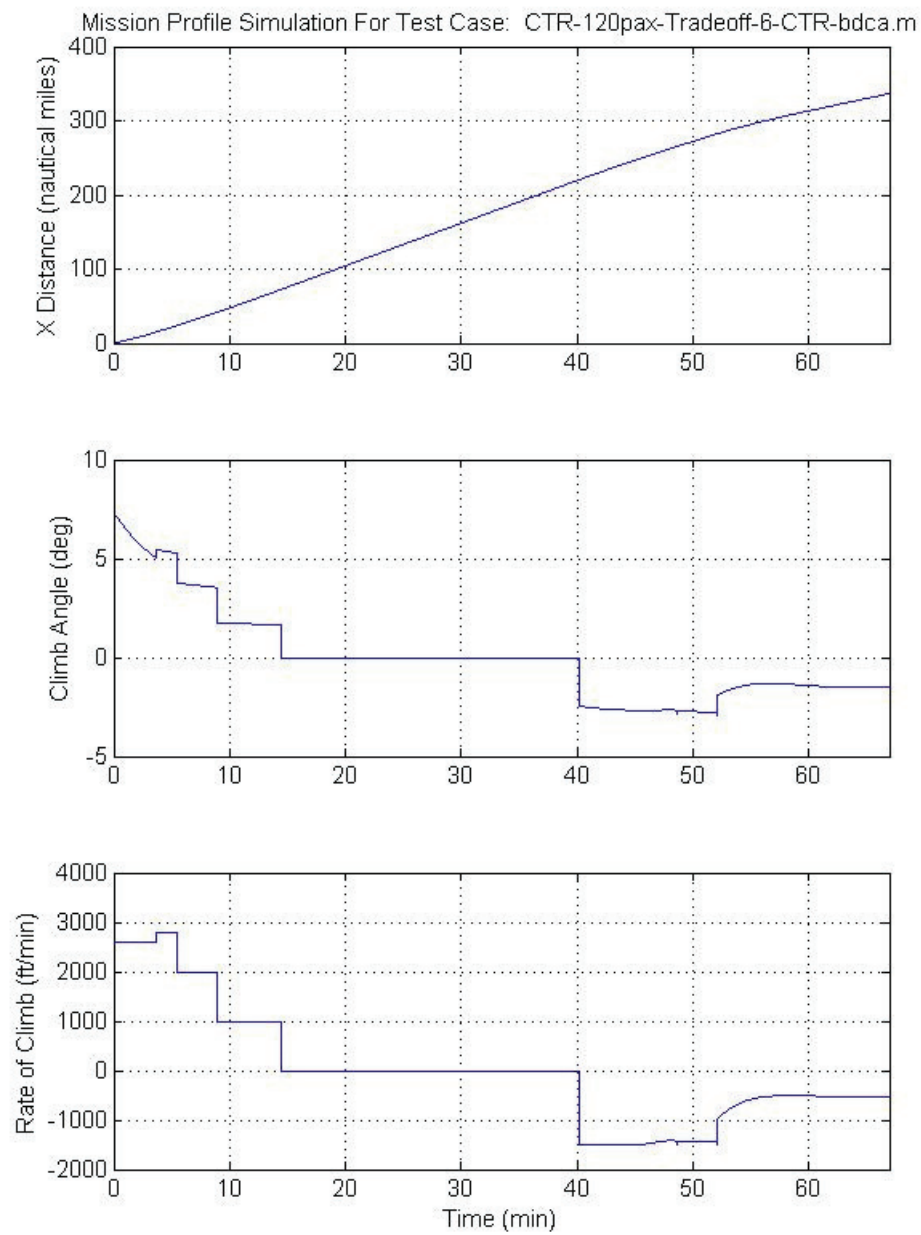 Mission Profile Simulation For Test Case: CTR-120pax-Tradeoff-6-CTR-bdca.m
X Distance (nautical miles)
400
300
200
100
0
0 10 20 30 40 50 60
Climb Angle (deg)
10
5
0
-5
0 10 20 30 40 50 60
Rate of Climb (ft/min)
4000
3000
2000
1000
0
-1000
-2000
0 10 20 30 40 50 60
Time (min)